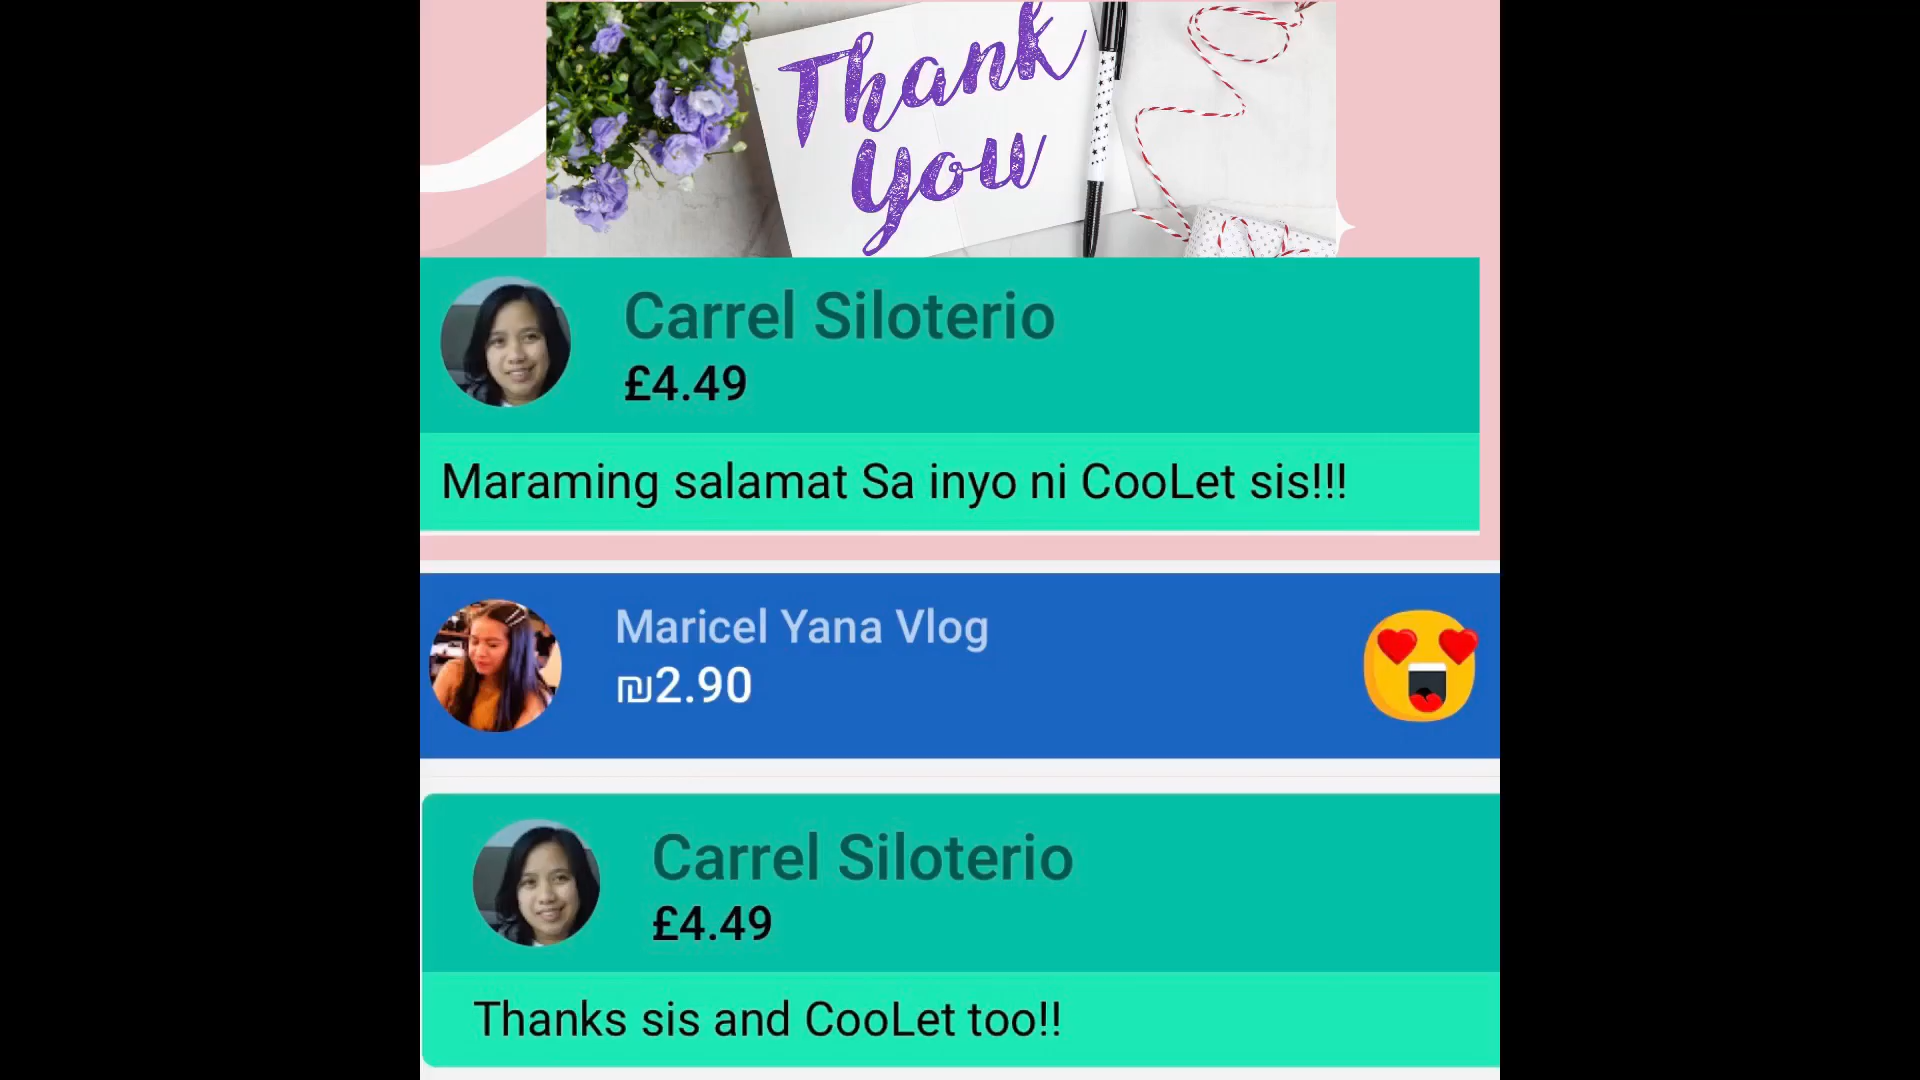 Thank
You
Carrel Siloterio
£4.49
Maraming salamat Sa inyo ni CooLet sis!!!
Maricel Yana Vlog
₪2.90
Carrel Siloterio
£4.49
Thanks sis and CooLet too!!